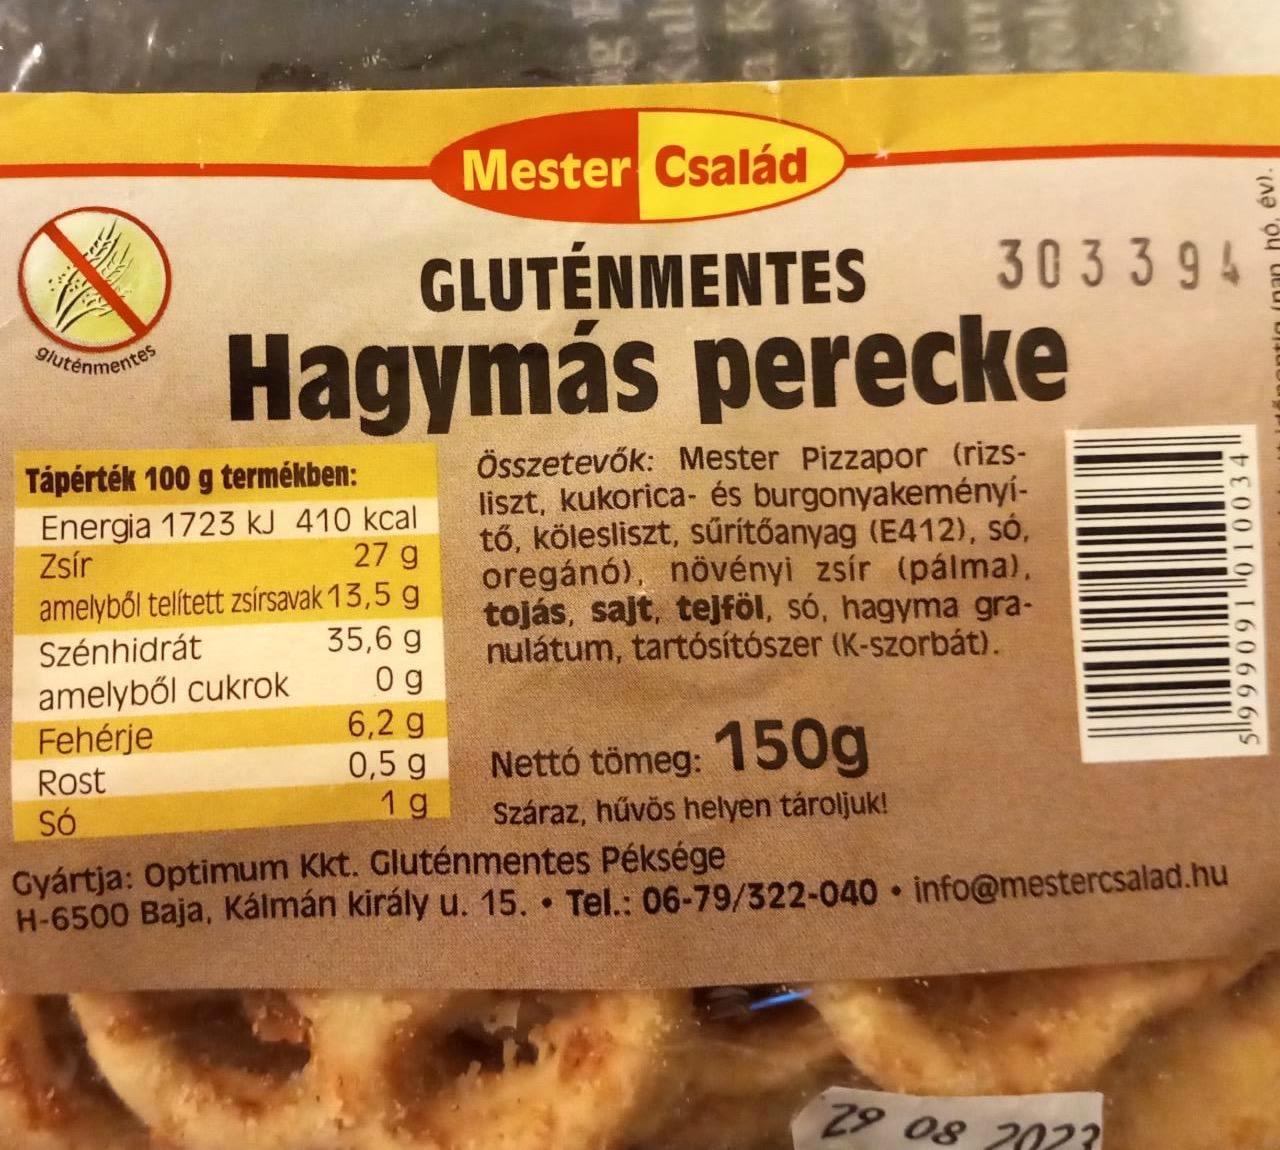 Mester Család
GLUTÉNMENTES
303394
gluténmentes
Hagymás perecke
Tápérték 100 g termékben:
Energia 1723 kJ 410 kcal
Zsír 27 g
amelyből telített zsírsavak 13,5 g
Szénhidrát 35,6 g
amelyből cukrok 0 g
Fehérje 6,2 g
Rost 0,5 g
Só 1 g
Összetevők: Mester Pizzapor (rizs-
liszt, kukorica- és burgonyakeményí-
tő, kölesliszt, sűrítőanyag (E412), só,
oregánó), növényi zsír (pálma),
tojás, sajt, tejföl, só, hagyma gra-
nulátum, tartósítószer (K-szorbát).
Nettó tömeg: 150g
Száraz, hűvös helyen tároljuk!
5 999091 010034
(nap, hó, év).
Gyártja: Optimum Kkt. Gluténmentes Péksége
H-6500 Baja, Kálmán király u. 15. • Tel.: 06-79/322-040 • info@mestercsalad.hu
29 08 2023